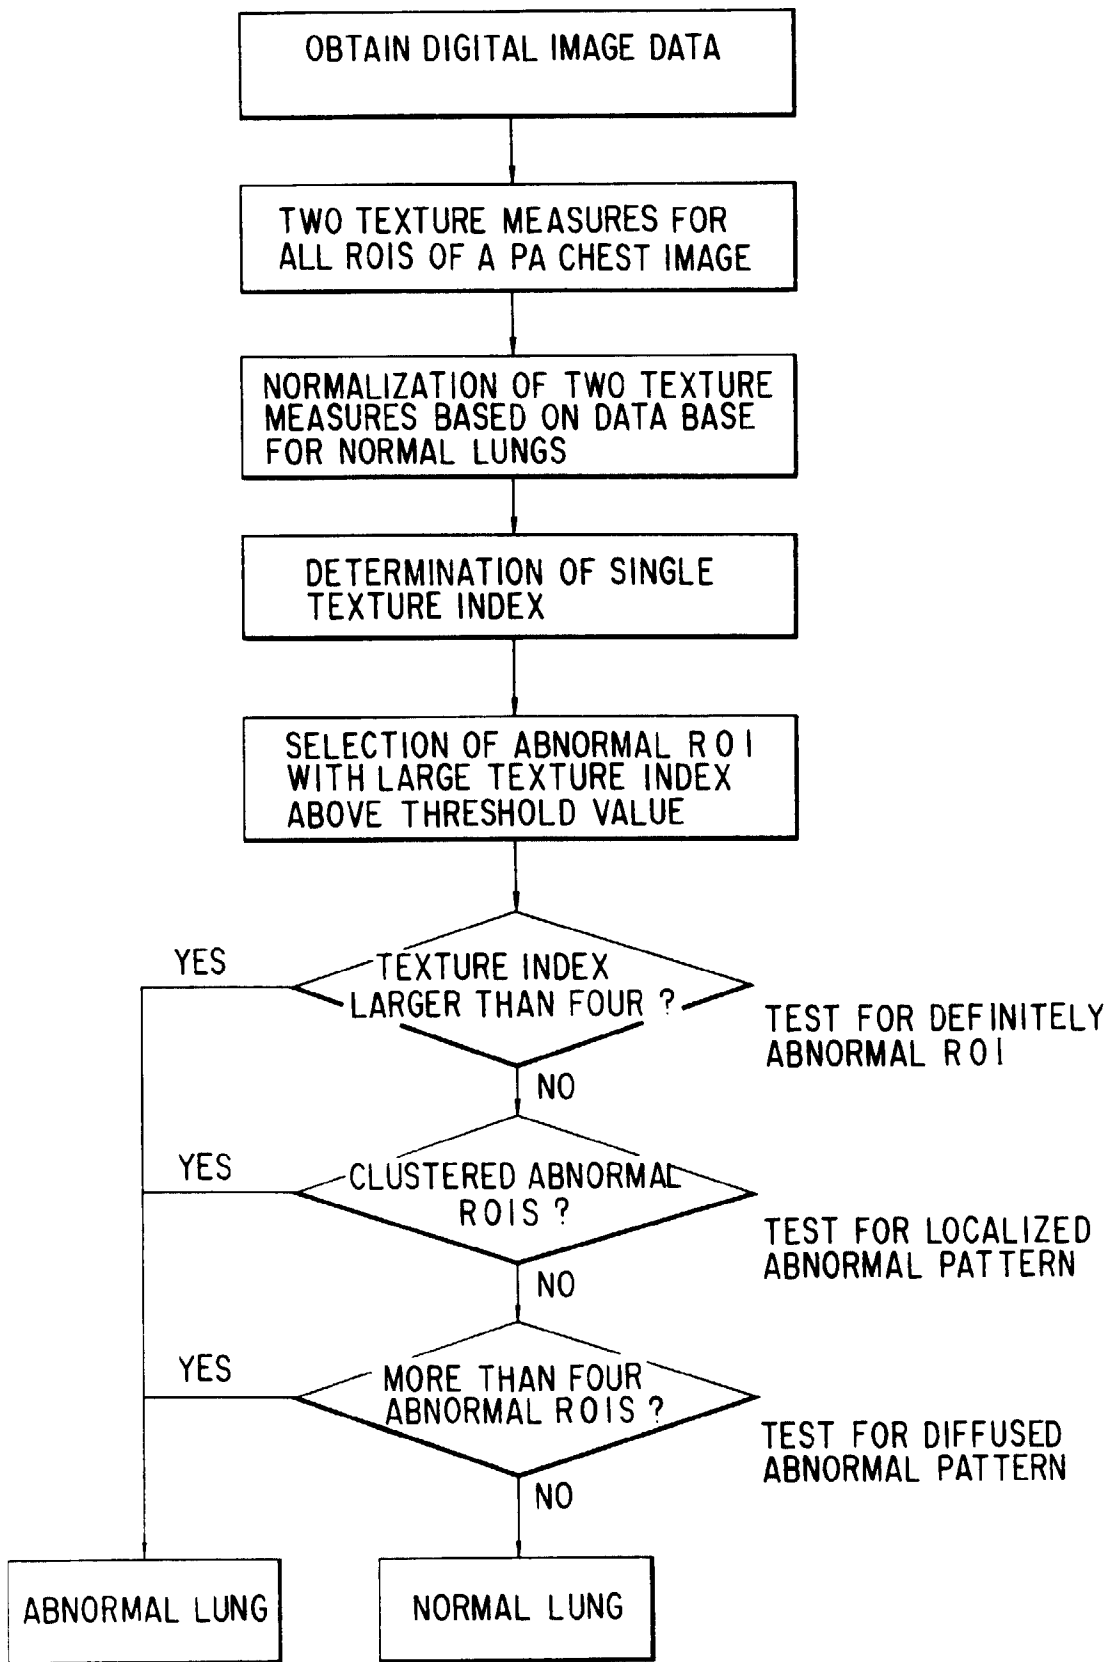 OBTAIN DIGITAL IMAGE DATA
TWO TEXTURE MEASURES FOR
ALL ROIS OF A PA CHEST IMAGE
NORMALIZATION OF TWO TEXTURE
MEASURES BASED ON DATA BASE
FOR NORMAL LUNGS
DETERMINATION OF SINGLE
TEXTURE INDEX
SELECTION OF ABNORMAL ROI
WITH LARGE TEXTURE INDEX
ABOVE THRESHOLD VALUE
YES
TEXTURE INDEX
LARGER THAN FOUR ?
TEST FOR DEFINITELY
ABNORMAL ROI
NO
YES
CLUSTERED ABNORMAL
ROIS ?
TEST FOR LOCALIZED
ABNORMAL PATTERN
NO
YES
MORE THAN FOUR
ABNORMAL ROIS ?
TEST FOR DIFFUSED
ABNORMAL PATTERN
NO
ABNORMAL LUNG
NORMAL LUNG